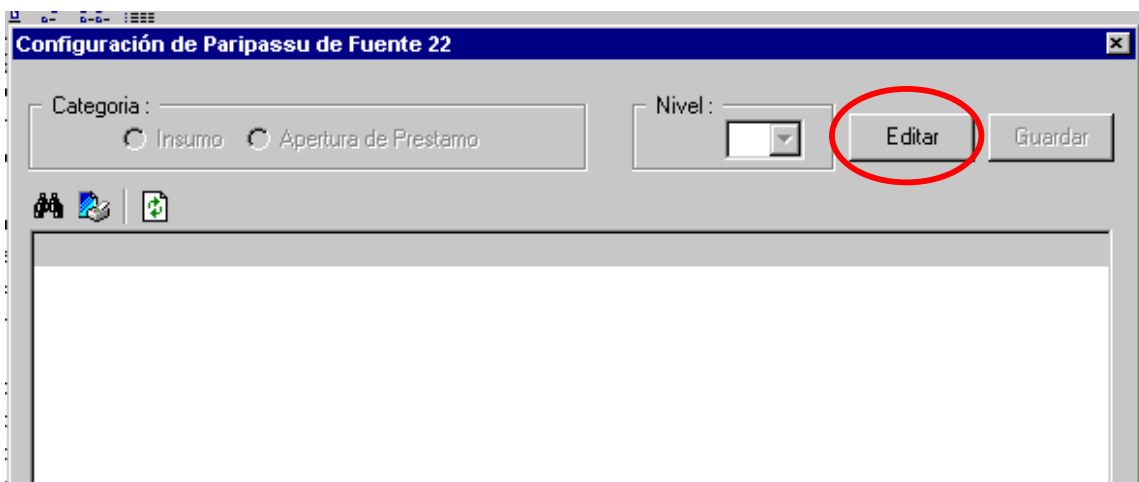 Configuración de Paripassu de Fuente 22
Categoria :
Insumo Apertura de Prestamo
Nivel :
Editar
Guardar